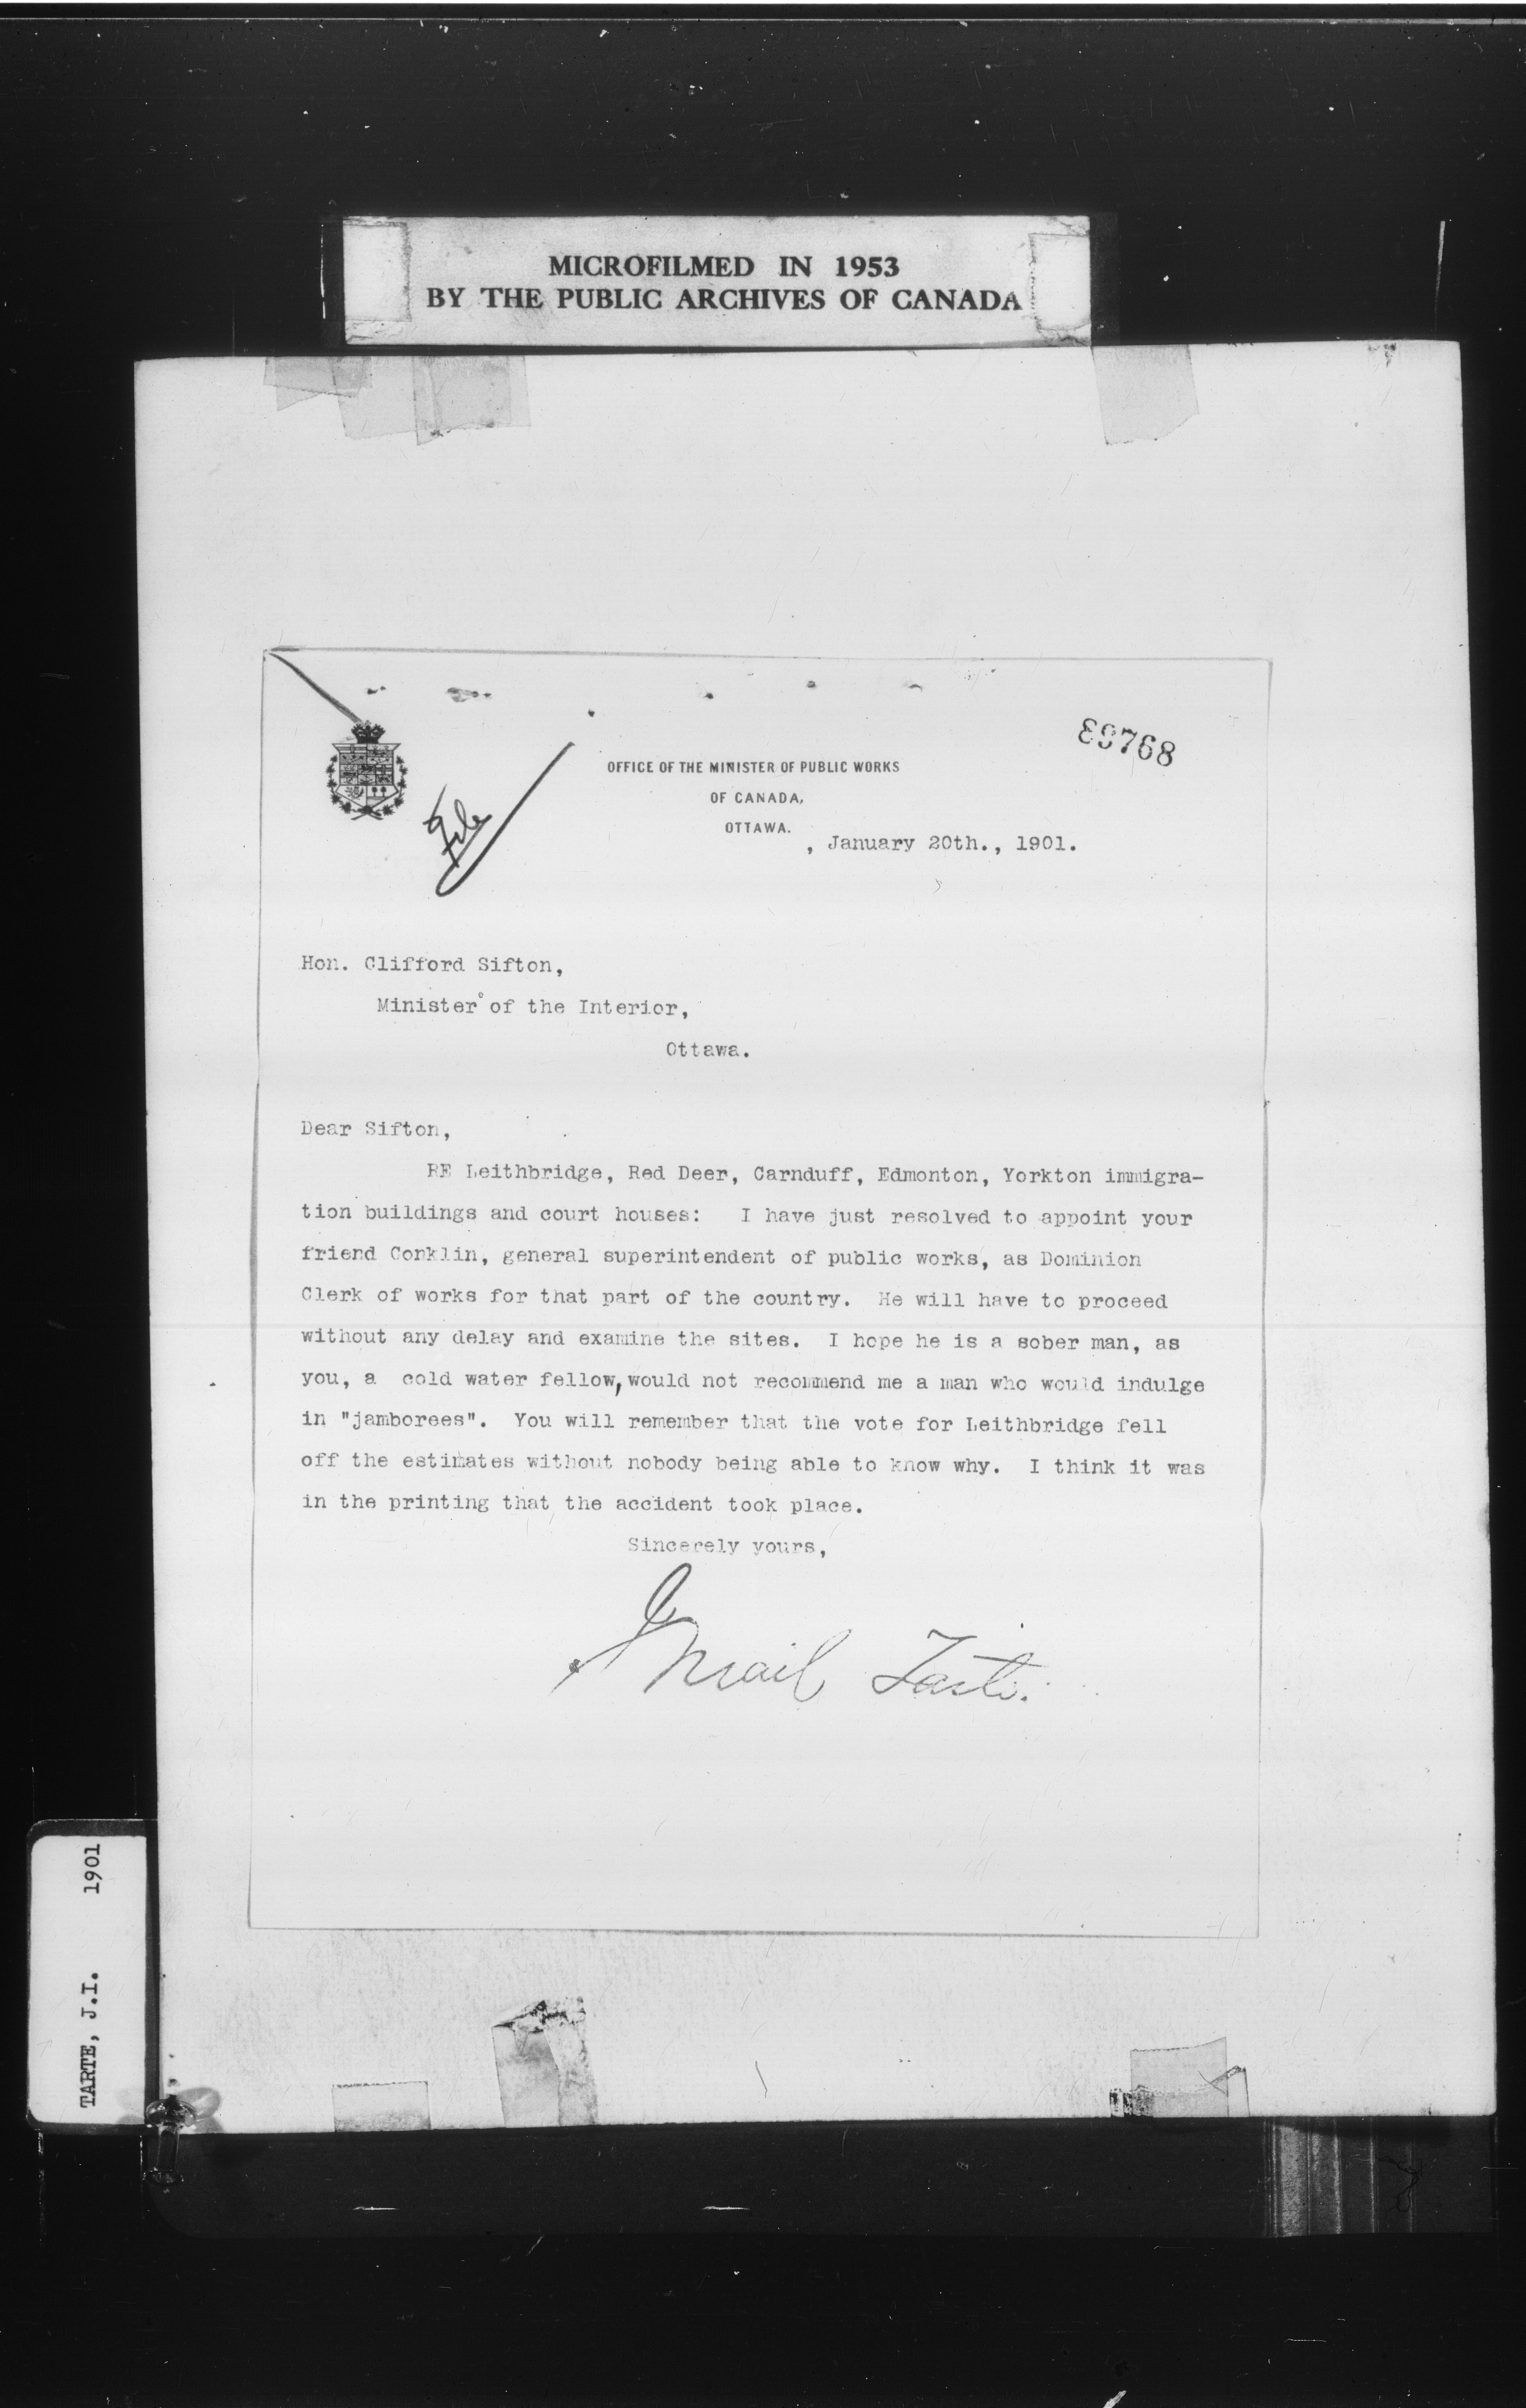 MICROFILMED IN 1953
BY THE PUBLIC ARCHIVES OF CANADA
89768
OFFICE OF THE MINISTER OF PUBLIC WORKS
OF CANADA,
OTTAWA.
, January 20th., 1901.
File
Hon. Clifford Sifton,
Minister of the Interior,
Ottawa.
Dear Sifton,
RE Leithbridge, Red Deer, Carnduff, Edmonton, Yorkton immigra-
tion buildings and court houses: I have just resolved to appoint your
friend Conklin, general superintendent of public works, as Dominion
Clerk of works for that part of the country. He will have to proceed
without any delay and examine the sites. I hope he is a sober man, as
you, a cold water fellow, would not recommend me a man who would indulge
in "jamborees". You will remember that the vote for Leithbridge fell
off the estimates without nobody being able to know why. I think it was
in the printing that the accident took place.
Sincerely yours,
J Israil Tarte.
TARTE, J.I. 1901